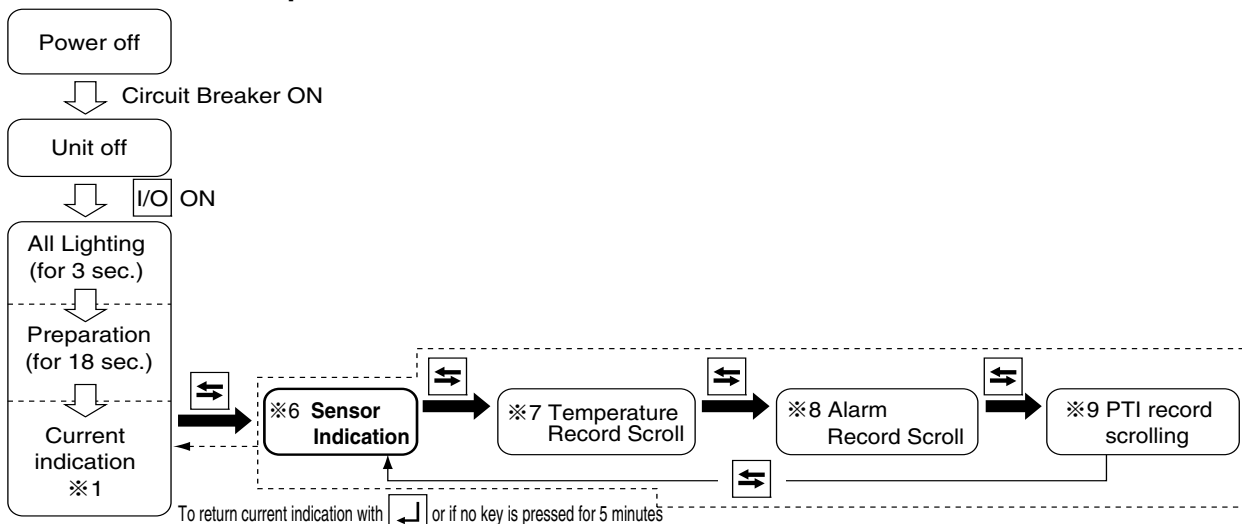 Power off
Circuit Breaker ON
Unit off
I/O ON
All Lighting
(for 3 sec.)
Preparation
(for 18 sec.)
Current
indication
※1
※6 Sensor
Indication
※7 Temperature
Record Scroll
※8 Alarm
Record Scroll
※9 PTI record
scrolling
To return current indication with or if no key is pressed for 5 minutes